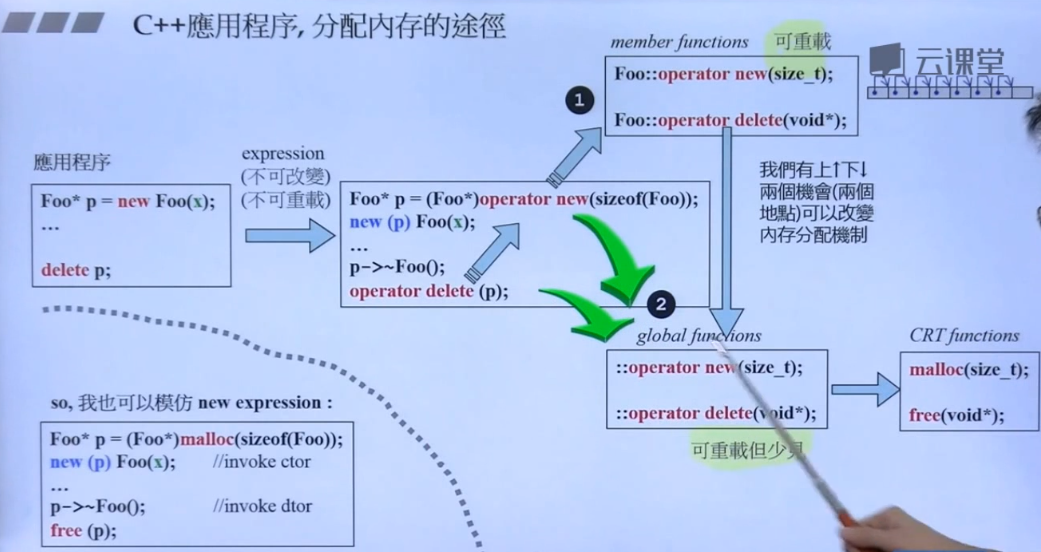 C++應用程序, 分配內存的途徑
member functions 可重載
云课堂
Foo::operator new(size_t);
Foo::operator delete(void*);
1
應用程序
Foo* p = new Foo(x);
...
delete p;
expression
(不可改變)
(不可重載)
Foo* p = (Foo*)operator new(sizeof(Foo));
new (p) Foo(x);
...
p->~Foo();
operator delete (p);
我們有上↑下↓
兩個機會(兩個
地點)可以改變
內存分配機制
2
global functions
::operator new(size_t);
::operator delete(void*);
可重載但少見
CRT functions
malloc(size_t);
free(void*);
so, 我也可以模仿 new expression :
Foo* p = (Foo*)malloc(sizeof(Foo));
new (p) Foo(x); //invoke ctor
...
p->~Foo(); //invoke dtor
free (p);